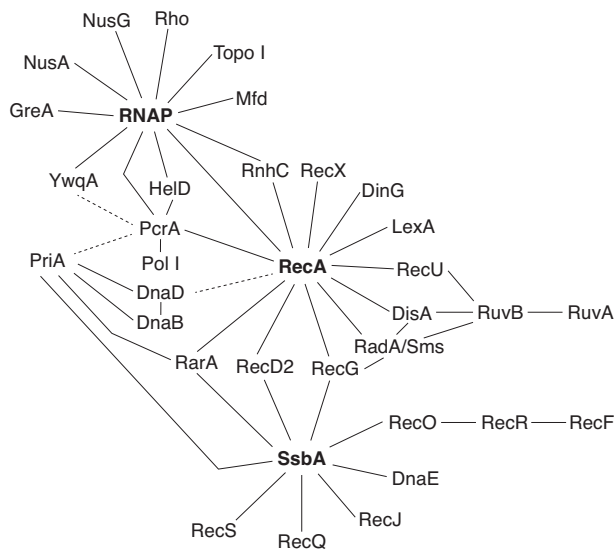 NusG
Rho
NusA
Topo I
GreA
RNAP
Mfd
YwqA
HelD
RnhC
RecX
DinG
PcrA
LexA
PriA
Pol I
RecA
RecU
DnaD
DnaB
DisA
RuvB
RuvA
RarA
RecD2
RecG
RadA/Sms
RecO
RecR
RecF
SsbA
DnaE
RecS
RecQ
RecJ